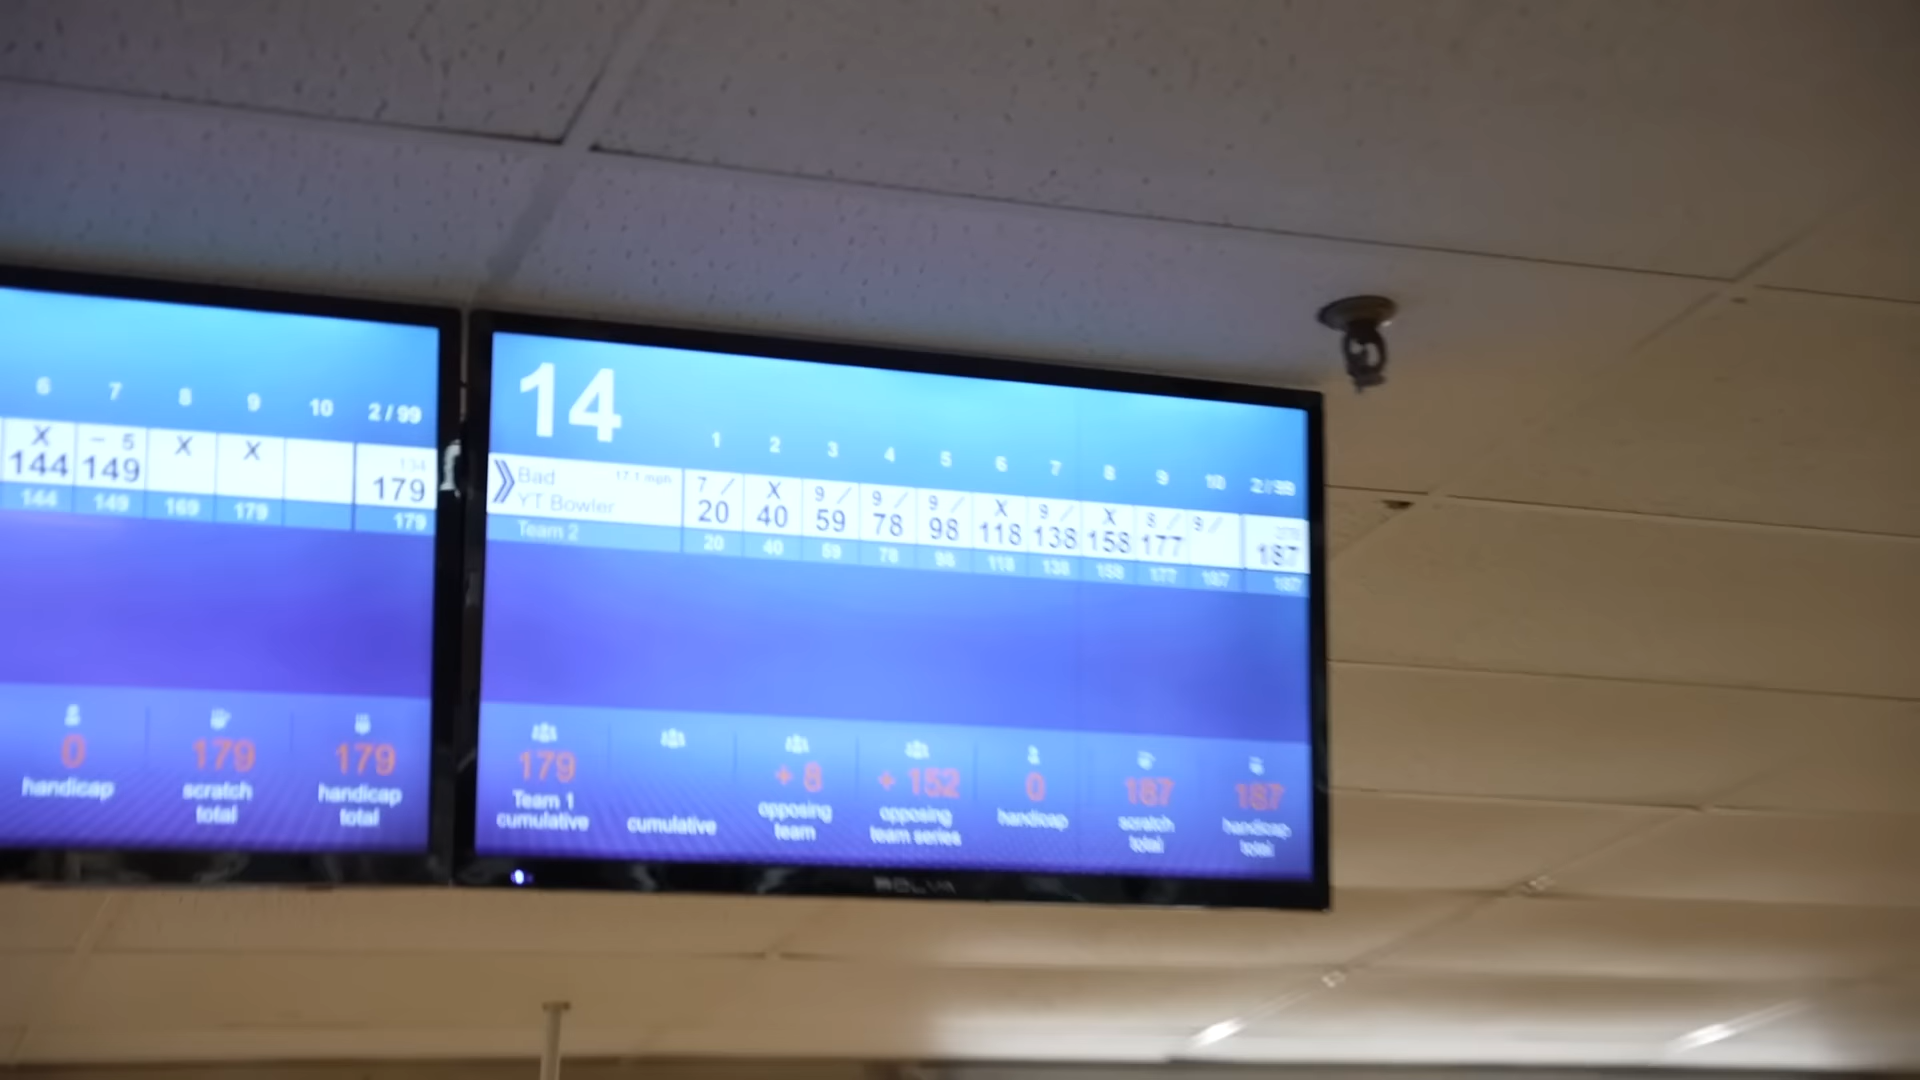 6 7 8 9 10 2 / 99
X – 5 X X
144 149 179
144 149 169 179 179
0 179 179
handicap scratch total handicap total
14
1 2 3 4 5 6 7 8 9 10 2 / 99
Bad 17.1 mph 7 / X 9 / 9 / 9 / X 9 / X 8 / 9 /
YT Bowler 20 40 59 78 98 118 138 158 177 187
Team 2 20 40 59 78 98 118 138 158 177 187 187
179 + 8 + 152 0 187 187
Team 1 cumulative cumulative opposing team opposing team series handicap scratch total handicap total